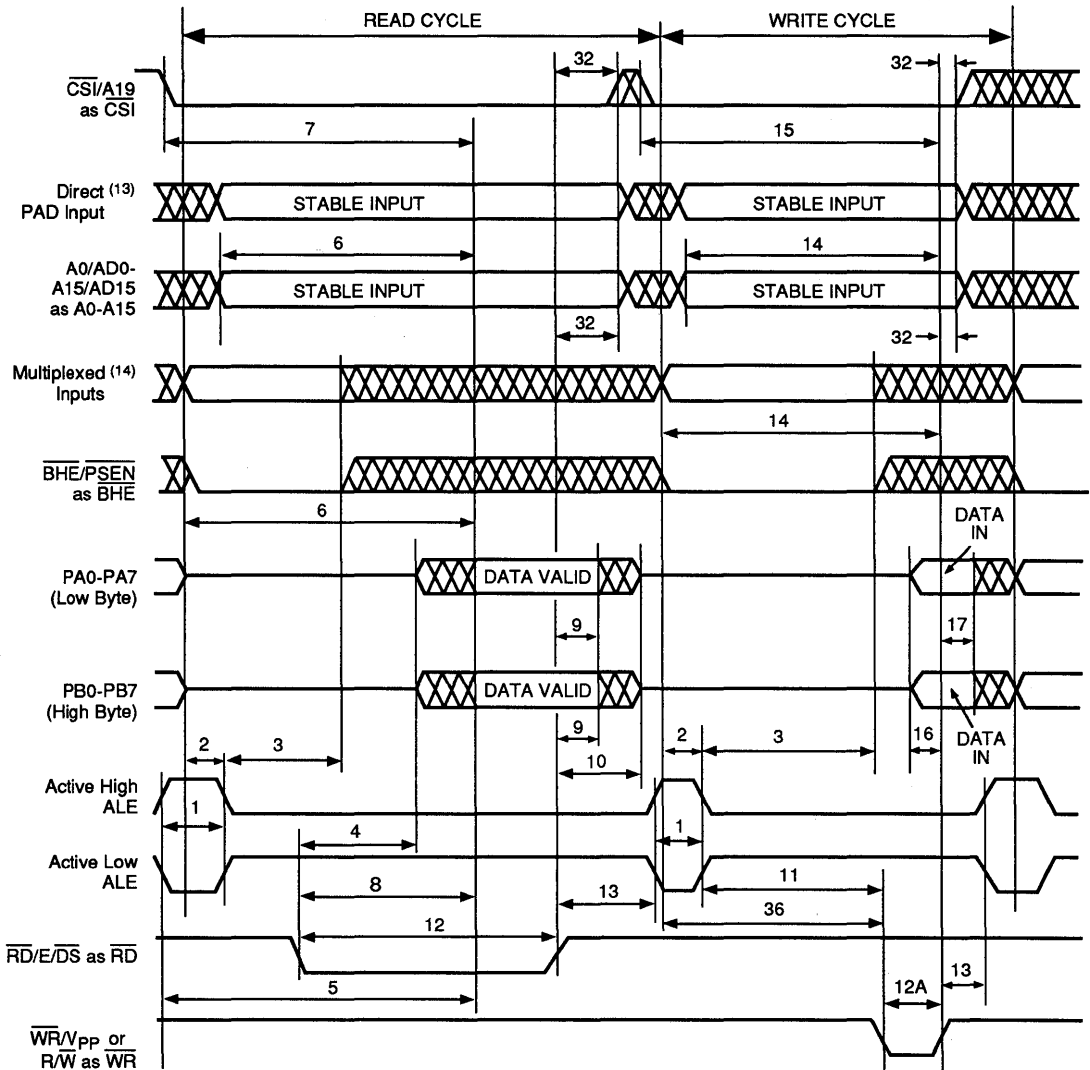 READ CYCLE
WRITE CYCLE
32
32
CSI/A19
as CSI
7
15
Direct (13)
PAD Input
STABLE INPUT
STABLE INPUT
6
14
A0/AD0-
A15/AD15
as A0-A15
STABLE INPUT
STABLE INPUT
32
32
Multiplexed (14)
Inputs
14
BHE/PSEN
as BHE
6
DATA
IN
PA0-PA7
(Low Byte)
DATA VALID
9
17
PB0-PB7
(High Byte)
DATA VALID
9
DATA
IN
2
3
10
2
3
16
Active High
ALE
1
4
1
Active Low
ALE
8
13
11
12
36
RD/E/DS as RD
5
12A
13
WR/VPP or
R/W as WR